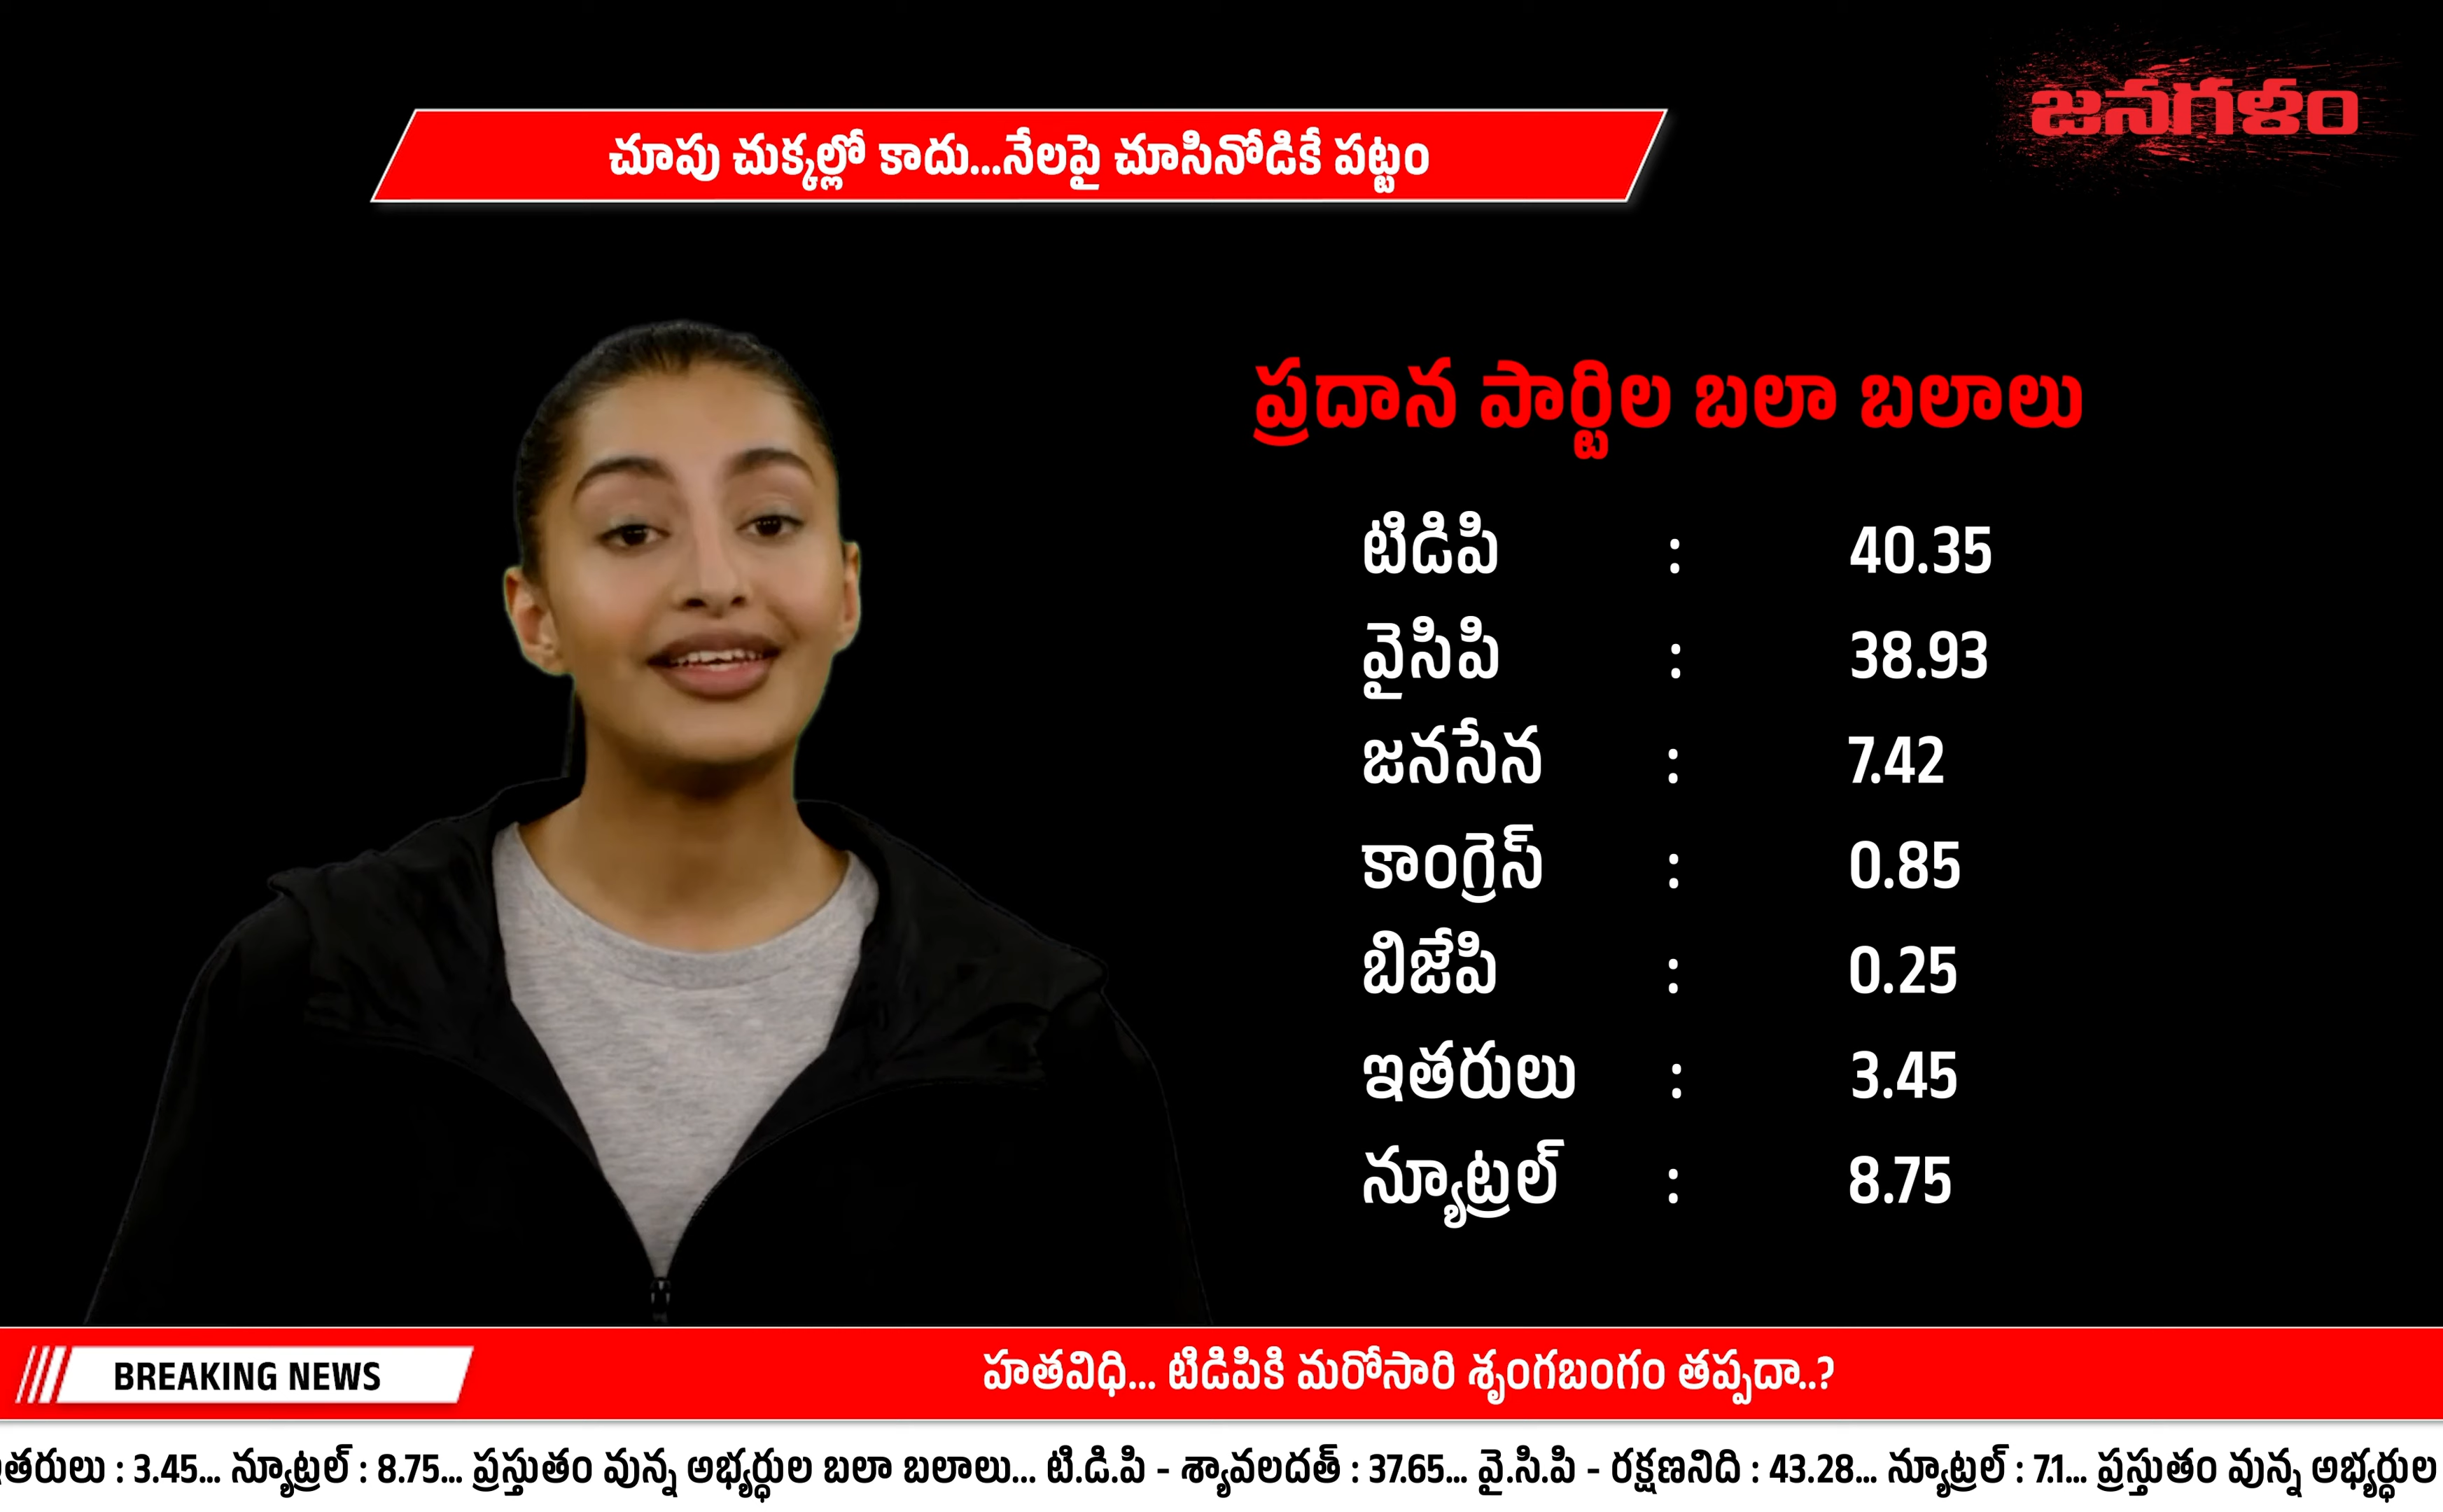 జనగళం
చూపు చుక్కల్లో కాదు...నేలపై చూసినోడికే పట్టం
ప్రదాన పార్టిల బలా బలాలు
టిడిపి : 40.35
వైసిపి : 38.93
జనసేన : 7.42
కాంగ్రెస్ : 0.85
బిజేపి : 0.25
ఇతరులు : 3.45
న్యూట్రల్ : 8.75
BREAKING NEWS
హతవిధి... టిడిపికి మరోసారి శృంగబంగం తప్పదా..?
తరులు : 3.45... న్యూట్రల్ : 8.75... ప్రస్తుతం వున్న అభ్యర్ధుల బలా బలాలు... టి.డి.పి - శ్యావలదత్ : 37.65... వై.సి.పి - రక్షణనిది : 43.28... న్యూట్రల్ : 7.1... ప్రస్తుతం వున్న అభ్యర్ధుల